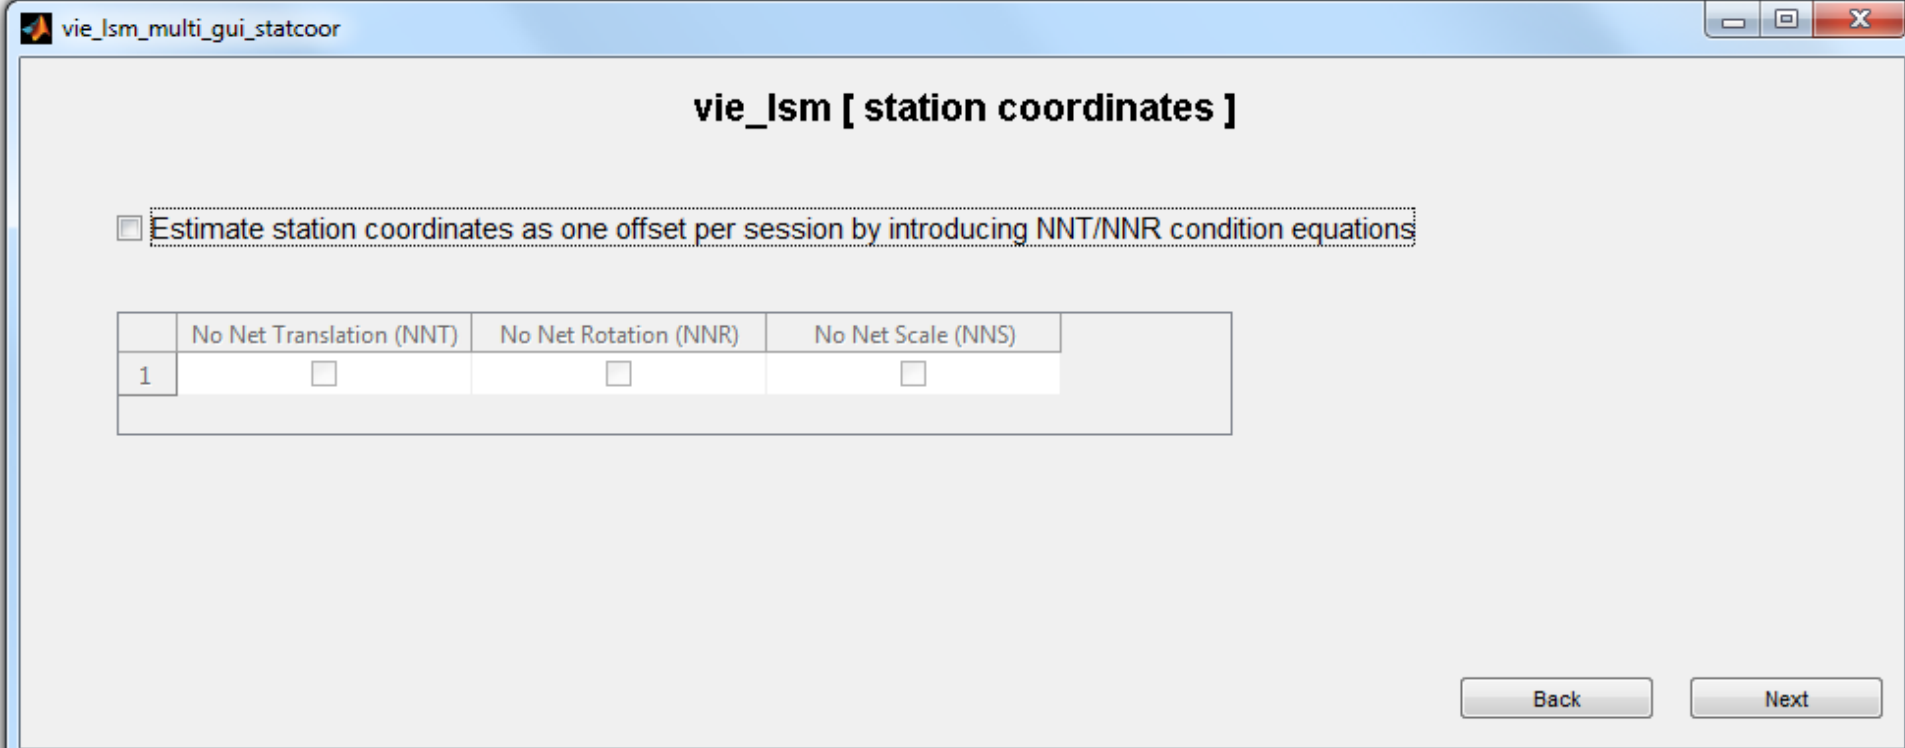 vie_lsm_multi_gui_statcoor
vie_lsm [ station coordinates ]
Estimate station coordinates as one offset per session by introducing NNT/NNR condition equations
No Net Translation (NNT) No Net Rotation (NNR) No Net Scale (NNS)
1
Back Next